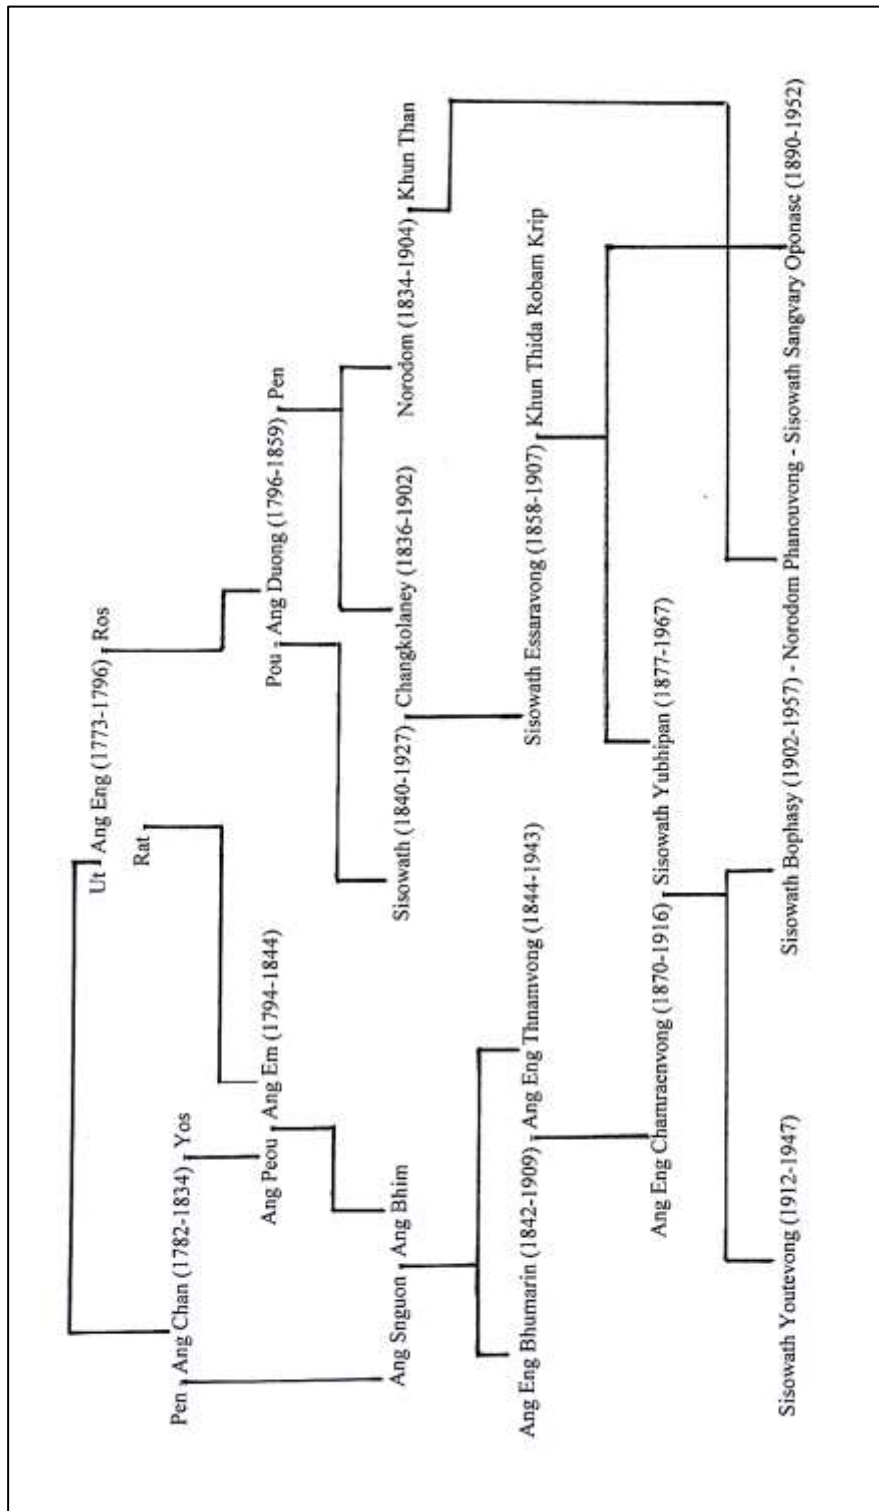 Ut - Ang Eng (1773-1796) - Ros
Rat
Pen - Ang Chan (1782-1834) - Yos
Ang Peou - Ang Em (1794-1844)
Pou - Ang Duong (1796-1859) - Pen
Ang Snguon - Ang Bhim
Sisowath (1840-1927) - Changkolaney (1836-1902)
Norodom (1834-1904) - Khun Than
Ang Eng Bhumarin (1842-1909) - Ang Eng Thnamvong (1844-1943)
Sisowath Essaravong (1858-1907) - Khun Thida Robam Krip
Ang Eng Chamraenvong (1870-1916) - Sisowath Yubhipan (1877-1967)
Sisowath Youtevong (1912-1947)
Sisowath Bophasy (1902-1957) - Norodom Phanouvong - Sisowath Sangvary Oponasc (1890-1952)